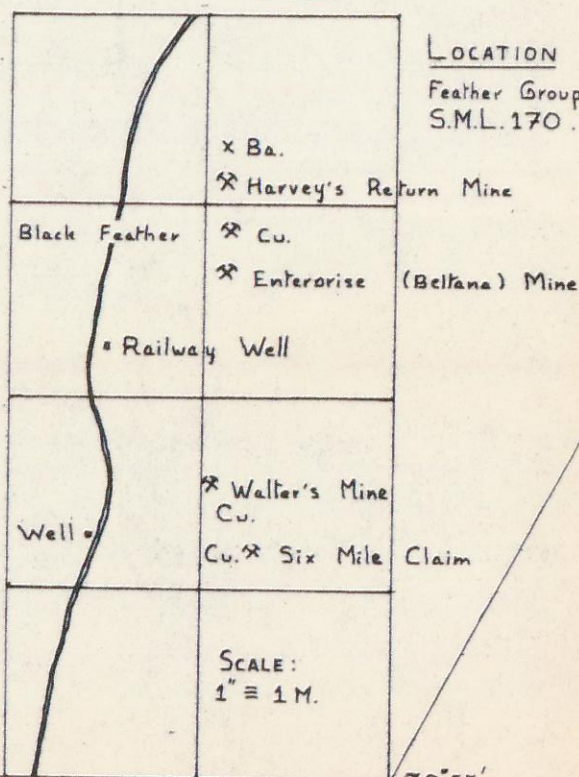 LOCATION
Feather Group
S.M.L. 170.
x Ba.
Harvey's Return Mine
Black Feather
Cu.
Enterprise (Beltana) Mine
Railway Well
Walter's Mine
Cu.
Well
Cu. Six Mile Claim
SCALE:
1" ≡ 1 M.